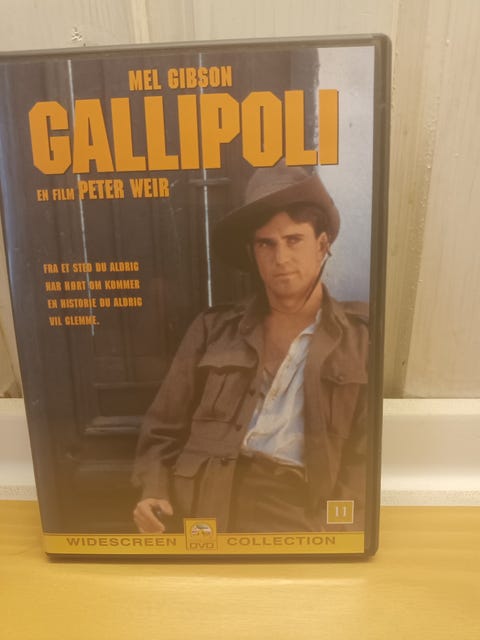 MEL GIBSON
GALLIPOLI
EN FILM PETER WEIR
FRA ET STED DU ALDRIG
HAR HØRT OM KOMMER
EN HISTORIE DU ALDRIG
VIL GLEMME.
11
WIDESCREEN DVD COLLECTION